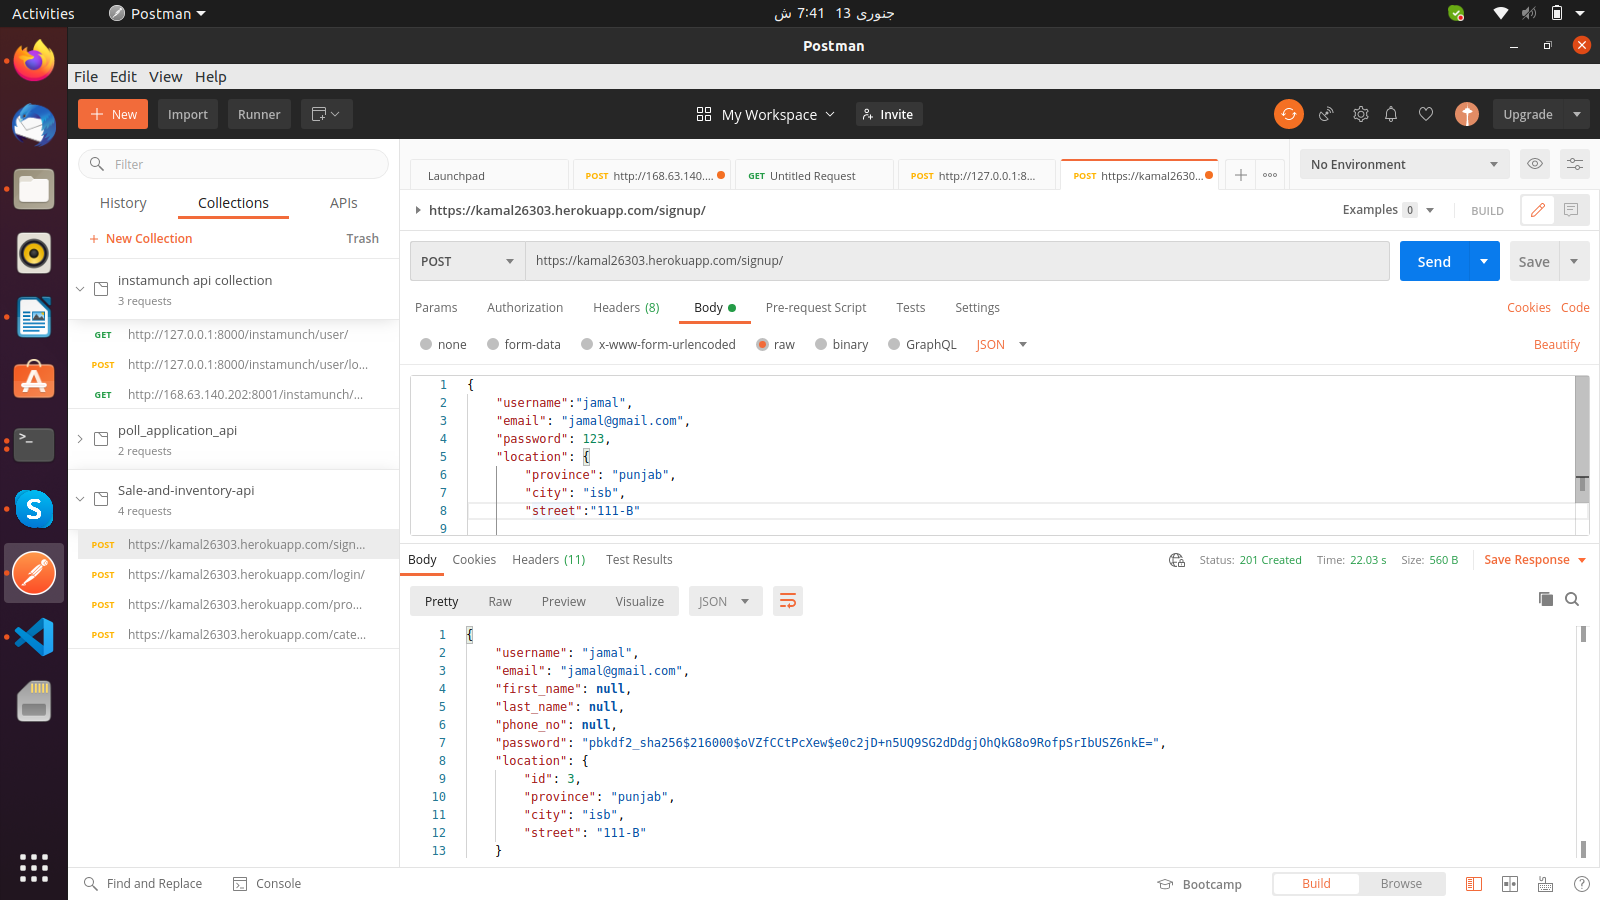 Activities
Postman
جنوری 13  7:41 ش
Postman
File Edit View Help
New
Import
Runner
My Workspace
Invite
Upgrade
Filter
History Collections APIs
+ New Collection
Trash
instamunch api collection
3 requests
GET http://127.0.0.1:8000/instamunch/user/
POST http://127.0.0.1:8000/instamunch/user/lo...
GET http://168.63.140.202:8001/instamunch/...
poll_application_api
2 requests
Sale-and-inventory-api
4 requests
POST https://kamal26303.herokuapp.com/sign...
POST https://kamal26303.herokuapp.com/login/
POST https://kamal26303.herokuapp.com/pro...
POST https://kamal26303.herokuapp.com/cate...
Launchpad
POST http://168.63.140....
GET Untitled Request
POST http://127.0.0.1:8...
POST https://kamal2630...
No Environment
https://kamal26303.herokuapp.com/signup/
Examples 0
BUILD
POST
https://kamal26303.herokuapp.com/signup/
Send
Save
Params Authorization Headers (8) Body Pre-request Script Tests Settings
Cookies Code
none form-data x-www-form-urlencoded raw binary GraphQL JSON
Beautify
1 {
2 "username":"jamal",
3 "email": "jamal@gmail.com",
4 "password": 123,
5 "location": {
6 "province": "punjab",
7 "city": "isb",
8 "street":"111-B"
9
Body Cookies Headers (11) Test Results
Status: 201 Created Time: 22.03 s Size: 560 B
Save Response
Pretty Raw Preview Visualize JSON
1 {
2 "username": "jamal",
3 "email": "jamal@gmail.com",
4 "first_name": null,
5 "last_name": null,
6 "phone_no": null,
7 "password": "pbkdf2_sha256$216000$oVZfCCtPcXew$e0c2jD+n5UQ9SG2dDdgjOhQkG8o9RofpSrIbUSZ6nkE=",
8 "location": {
9 "id": 3,
10 "province": "punjab",
11 "city": "isb",
12 "street": "111-B"
13 }
Find and Replace
Console
Bootcamp
Build Browse